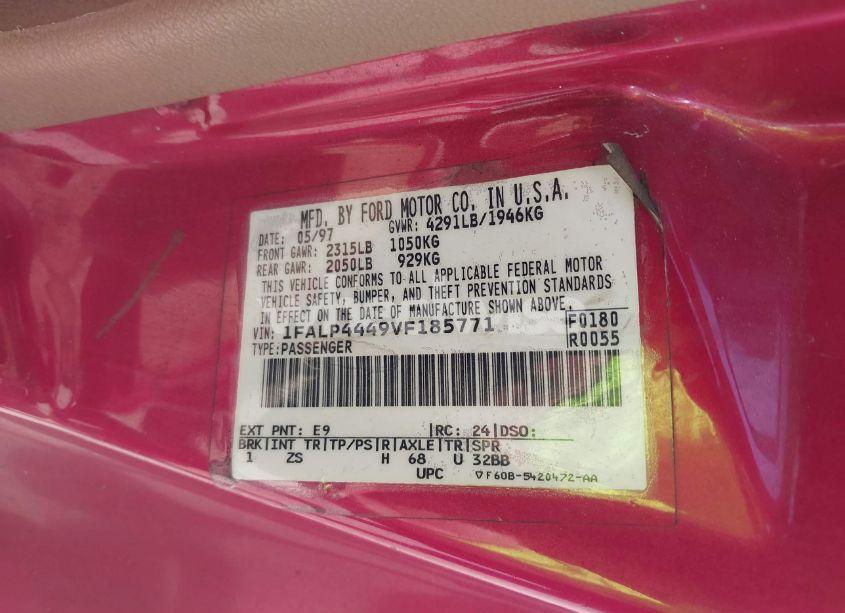 MFD. BY FORD MOTOR CO. IN U.S.A.
DATE: 05/97 GVWR: 4291LB/1946KG
FRONT GAWR: 2315LB 1050KG
REAR GAWR: 2050LB 929KG
THIS VEHICLE CONFORMS TO ALL APPLICABLE FEDERAL MOTOR
VEHICLE SAFETY, BUMPER, AND THEFT PREVENTION STANDARDS
IN EFFECT ON THE DATE OF MANUFACTURE SHOWN ABOVE.
VIN: 1FALP4449VF185771 F0180
TYPE: PASSENGER R0055
EXT PNT: E9 |RC: 24|DSO:
BRK|INT TR|TP/PS|R|AXLE|TR|SPR
1 ZS H 68 U 32BB
UPC ▽F60B-5420472-AA